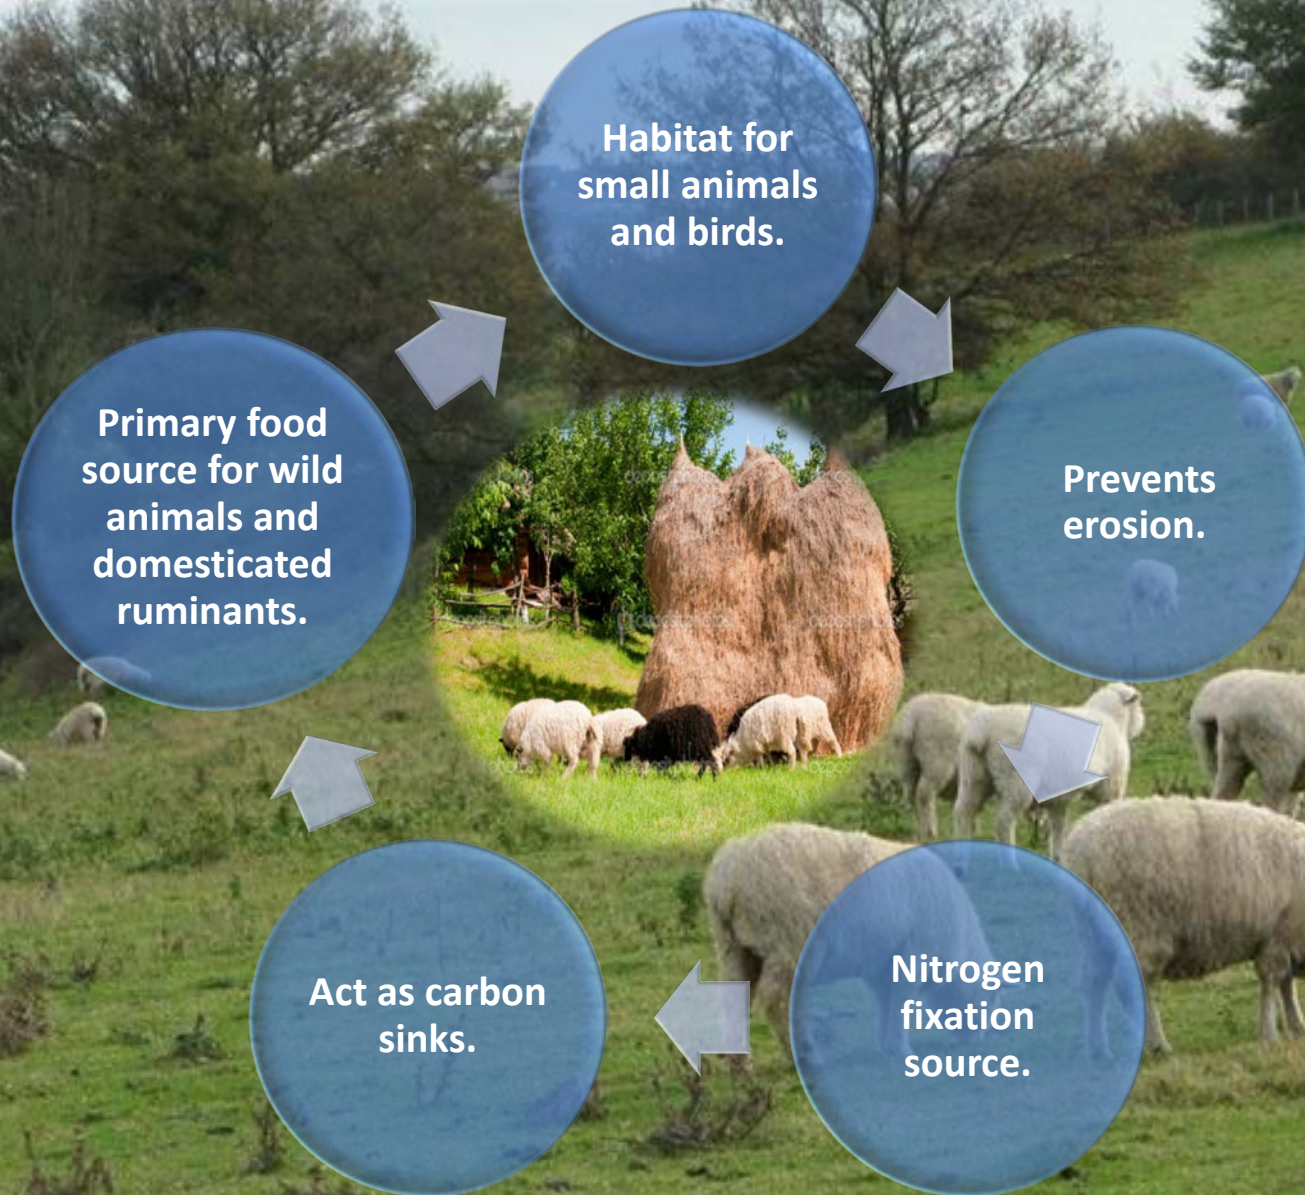 Habitat for
small animals
and birds.
Primary food
source for wild
animals and
domesticated
ruminants.
Prevents
erosion.
Act as carbon
sinks.
Nitrogen
fixation
source.